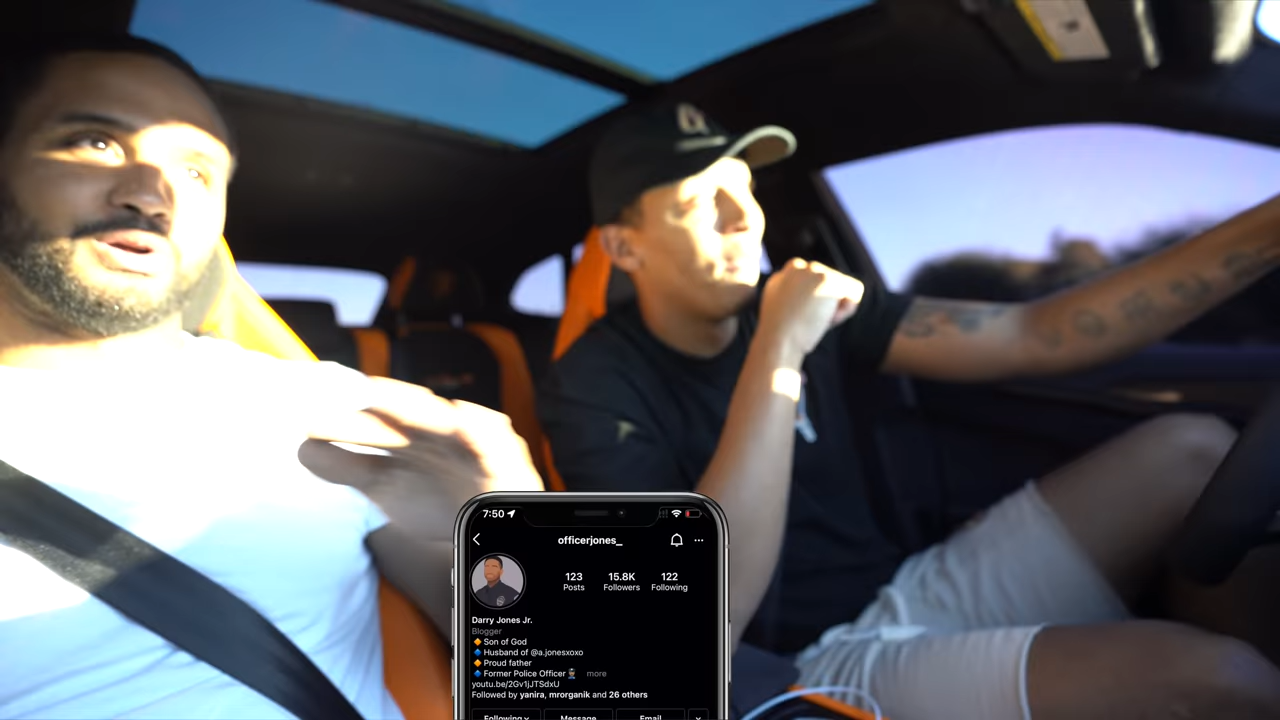 7:50
officerjones_
123 15.8K 122
Posts Followers Following
Darry Jones Jr.
Blogger
🔶Son of God
🔷Husband of @a.jonesxoxo
🔶Proud father
🔷Former Police Officer👮🏽‍♂️ more
youtu.be/2Gv1jJTSdxU
Followed by yanira, mrorganik and 26 others
Following Message Email